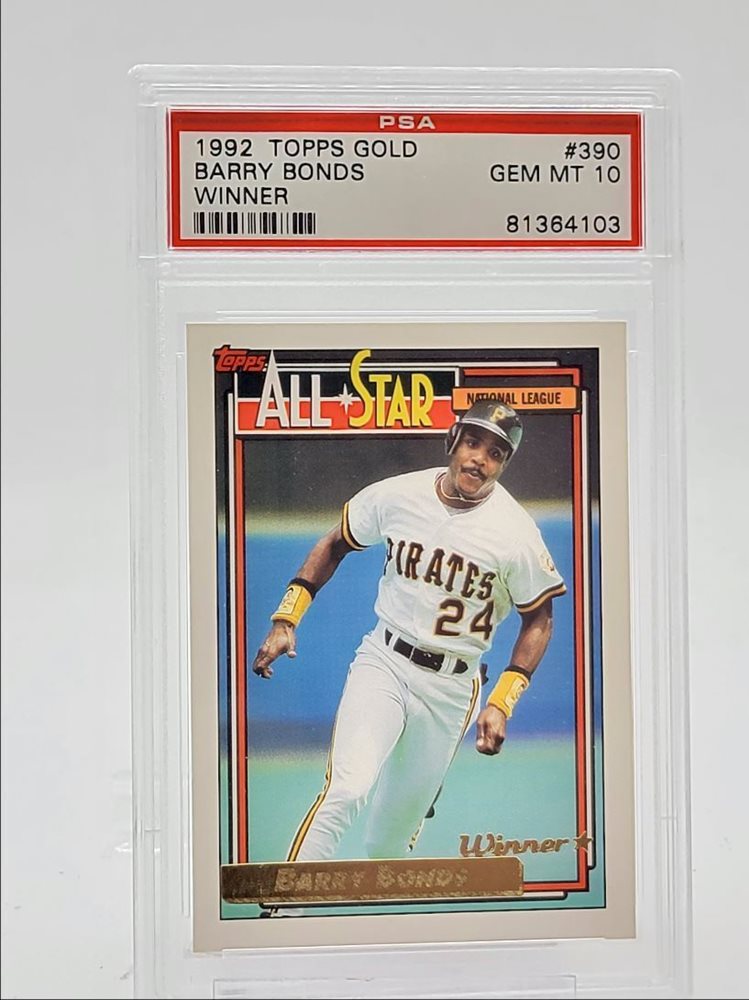 PSA
1992 TOPPS GOLD #390
BARRY BONDS GEM MT 10
WINNER
81364103
Topps
ALL STAR
NATIONAL LEAGUE
P
PIRATES
24
Winner
BARRY BONDS